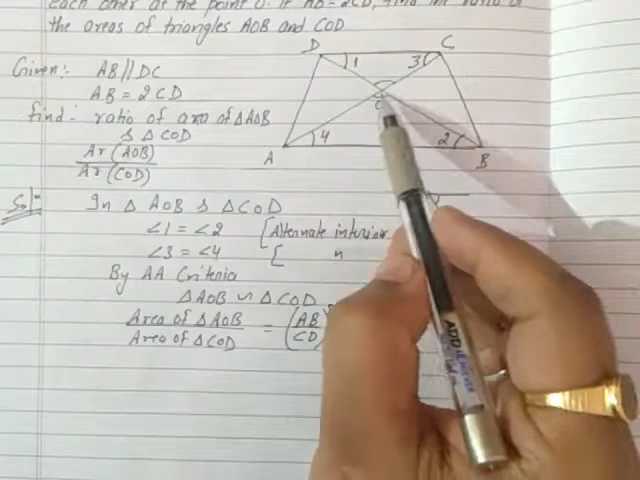 each other at the point O. If AB=2CD, find the ratio of
the areas of triangles AOB and COD
Given:- AB || DC
AB = 2CD
find:- ratio of area of ΔAOB
& ΔCOD
Ar (AOB)
Ar (COD)
D
C
1
3
O
4
2
A
B
Sol:-
In Δ AOB & ΔCOD
∠1 = ∠2 [Alternate interior
∠3 = ∠4 [ "
By AA Criteria
ΔAOB ~ ΔCOD
Area of ΔAOB = (AB
Area of ΔCOD CD)
ADD